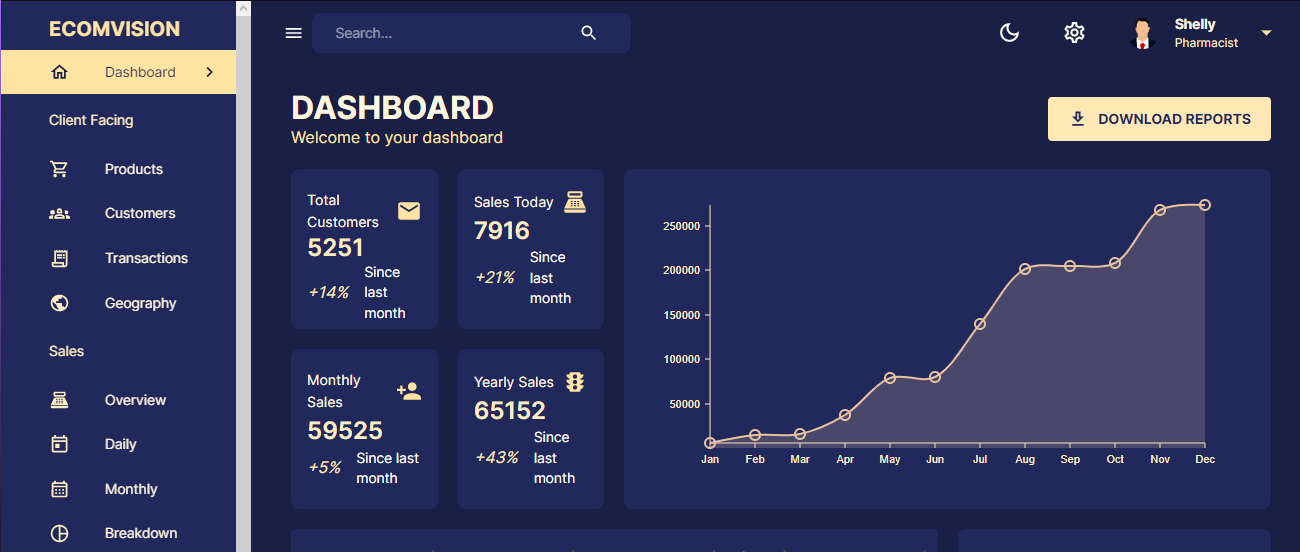 ECOMVISION
Dashboard
Client Facing
Products
Customers
Transactions
Geography
Sales
Overview
Daily
Monthly
Breakdown
Search...
Shelly
Pharmacist
DASHBOARD
Welcome to your dashboard
DOWNLOAD REPORTS
Total
Customers
5251
+14%
Since
last
month
Sales Today
7916
+21%
Since
last
month
Monthly
Sales
59525
+5%
Since last
month
Yearly Sales
65152
+43%
Since
last
month
250000
200000
150000
100000
50000
Jan Feb Mar Apr May Jun Jul Aug Sep Oct Nov Dec